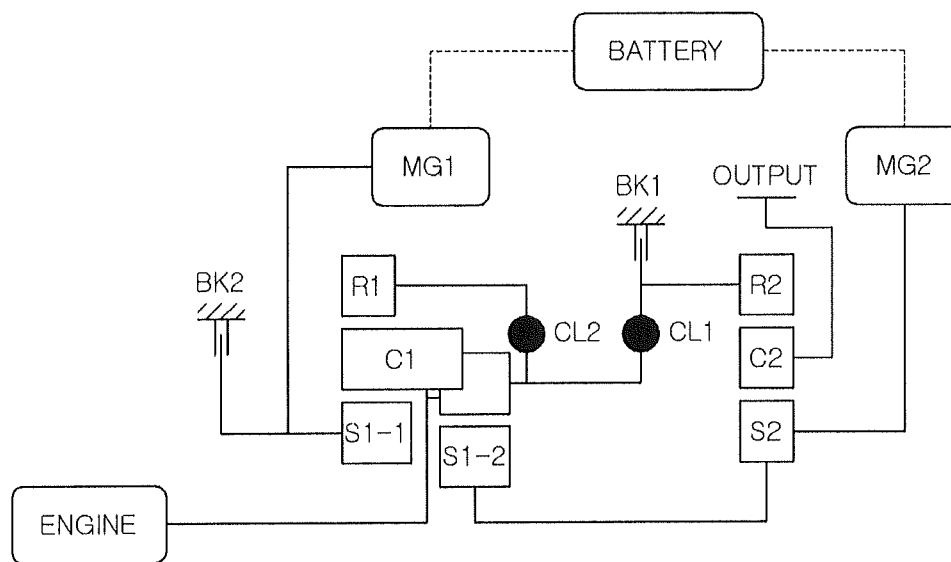 BATTERY
MG1
MG2
BK1
OUTPUT
BK2
R1
R2
CL2
CL1
C1
C2
S1-1
S1-2
S2
ENGINE